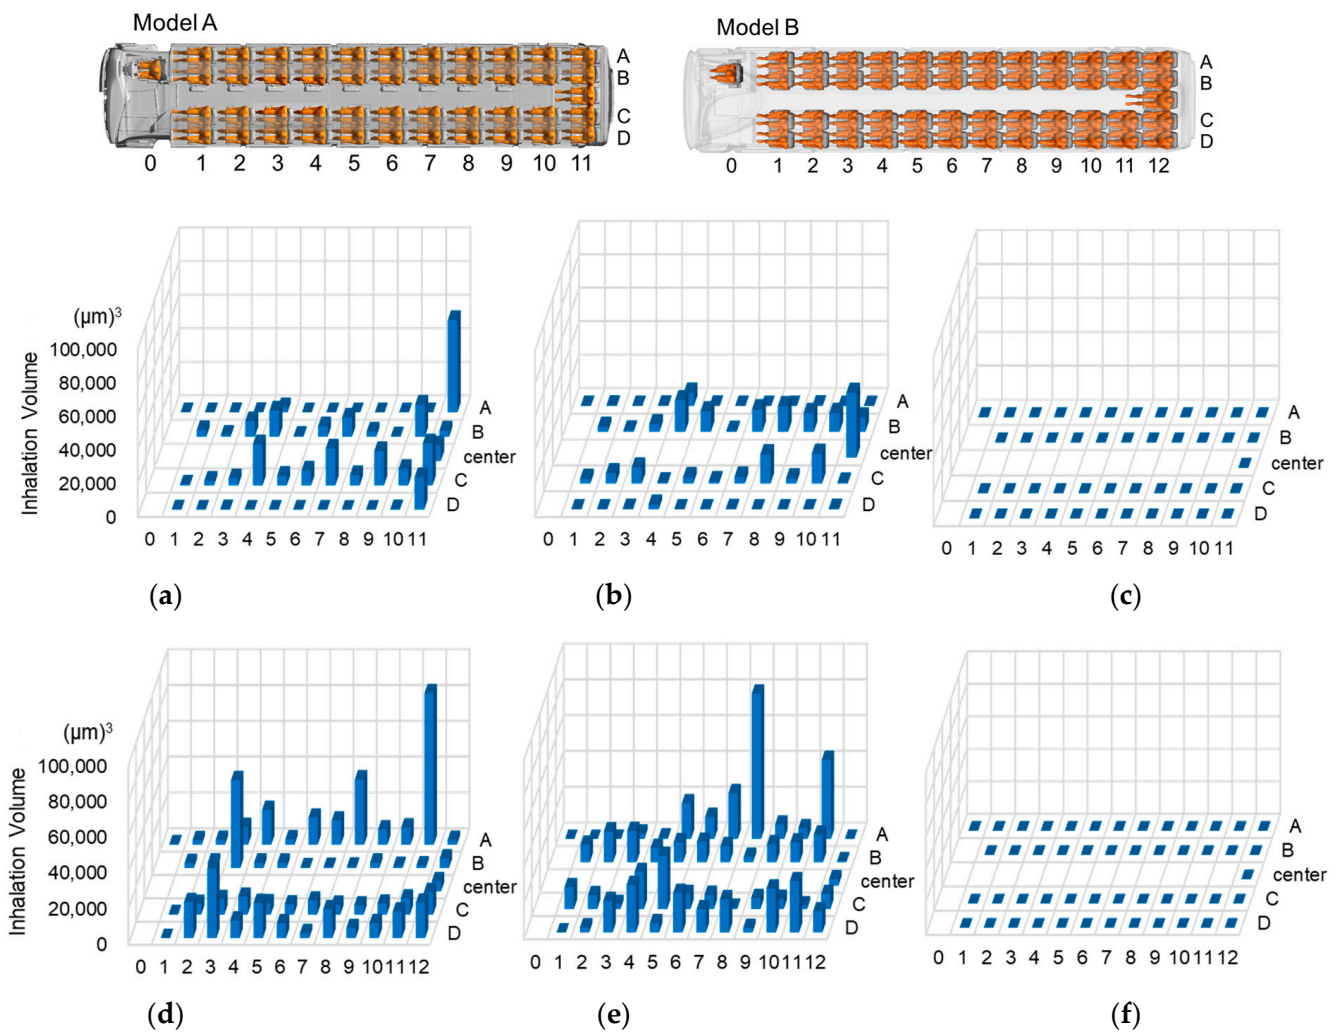 Model A
A
B
C
D
0 1 2 3 4 5 6 7 8 9 10 11
Model B
A
B
C
D
0 1 2 3 4 5 6 7 8 9 10 11 12
(μm)³
Inhalation Volume
100,000
80,000
60,000
40,000
20,000
0
A
B
center
C
D
0 1 2 3 4 5 6 7 8 9 10 11
(a)
A
B
center
C
D
0 1 2 3 4 5 6 7 8 9 10 11
(b)
A
B
center
C
D
0 1 2 3 4 5 6 7 8 9 10 11
(c)
(μm)³
Inhalation Volume
100,000
80,000
60,000
40,000
20,000
0
A
B
center
C
D
0 1 2 3 4 5 6 7 8 9 10 11 12
(d)
A
B
center
C
D
0 1 2 3 4 5 6 7 8 9 10 11 12
(e)
A
B
center
C
D
0 1 2 3 4 5 6 7 8 9 10 11 12
(f)